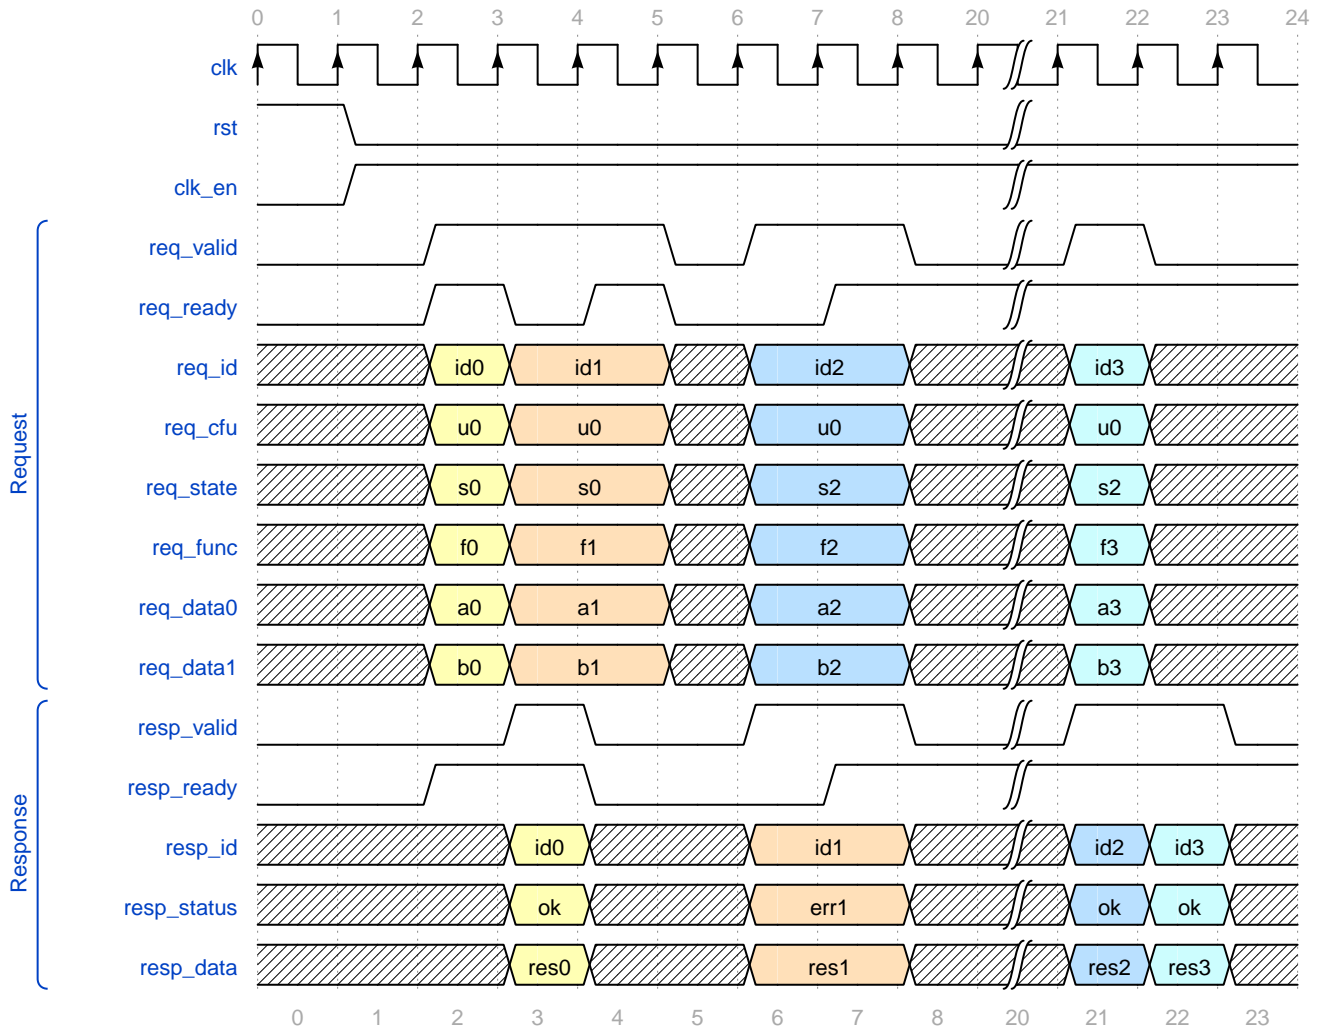 0 1 2 3 4 5 6 7 8 20 21 22 23 24
clk
rst
clk_en
req_valid
req_ready
req_id id0 id1 id2 id3
req_cfu u0 u0 u0 u0
req_state s0 s0 s2 s2
req_func f0 f1 f2 f3
req_data0 a0 a1 a2 a3
req_data1 b0 b1 b2 b3
Request
resp_valid
resp_ready
resp_id id0 id1 id2 id3
resp_status ok err1 ok ok
resp_data res0 res1 res2 res3
Response
0 1 2 3 4 5 6 7 8 20 21 22 23